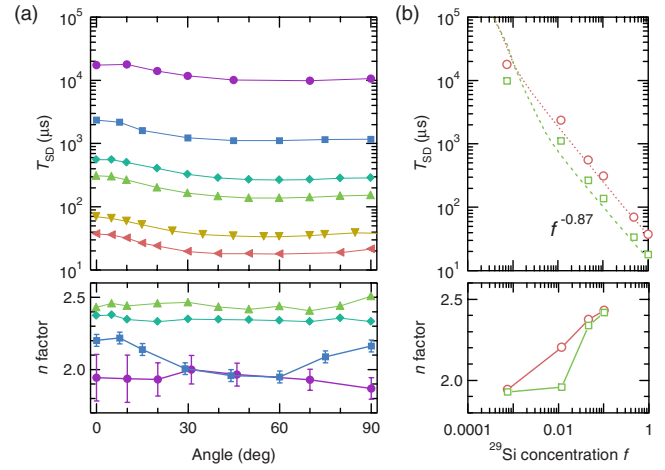 (a)
(b)
10^5
10^4
10^3
10^2
10^1
T_SD (μs)
10^5
10^4
10^3
10^2
10^1
T_SD (μs)
f^-0.87
2.5
2.0
n factor
0
30
60
90
Angle (deg)
2.5
2.0
n factor
0.0001
0.01
1
^29Si concentration f